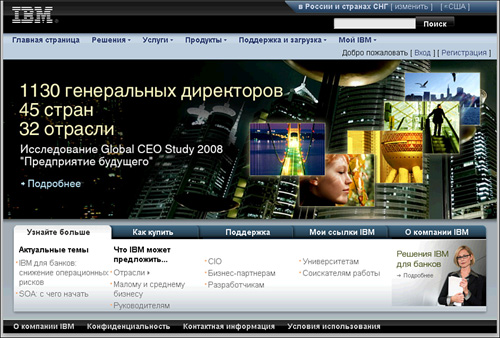 IBM
в России и странах СНГ [ изменить ] [ «США ]
Поиск
Главная страница Решения Услуги Продукты Поддержка и загрузка Мой IBM
Добро пожаловать [ Вход ] [ Регистрация ]
1130 генеральных директоров
45 стран
32 отрасли
Исследование Global CEO Study 2008
"Предприятие будущего"
Подробнее
Узнайте больше Как купить Поддержка Мои ссылки IBM О компании IBM
Актуальные темы
IBM для банков:
снижение операционных
рисков
SOA: с чего начать
Что IBM может
предложить...
Отрасли
Малому и среднему
бизнесу
Руководителям
CIO
Бизнес-партнерам
Разработчикам
Университетам
Соискателям работы
Решения IBM
для банков
Подробнее
О компании IBM Конфиденциальность Контактная информация Условия использования